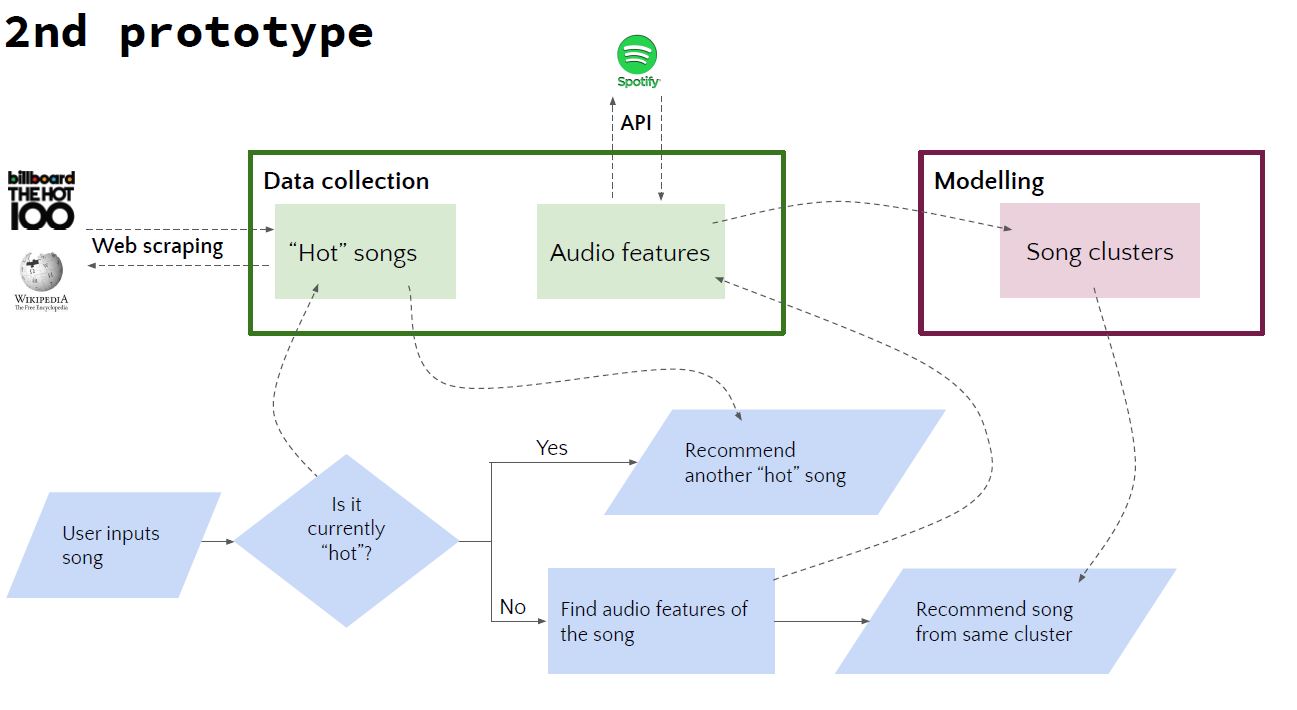 2nd prototype
Spotify
API
billboard
THE HOT
100
Web scraping
WIKIPEDIA
The Free Encyclopedia
Data collection
“Hot” songs
Audio features
Modelling
Song clusters
User inputs
song
Is it
currently
“hot”?
Yes
Recommend
another “hot” song
No
Find audio features of
the song
Recommend song
from same cluster